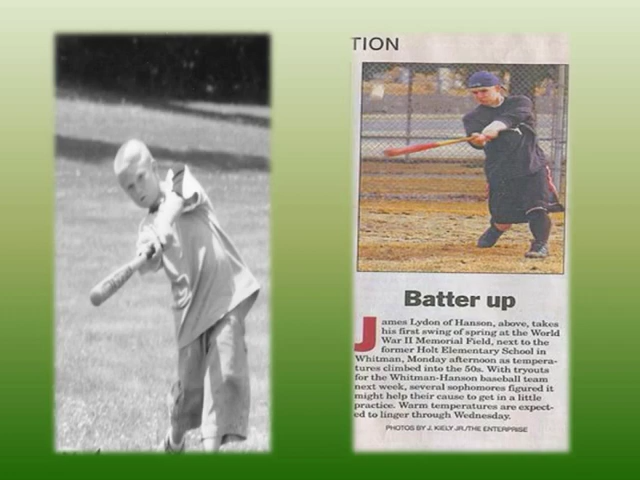 TION
Batter up
James Lydon of Hanson, above, takes
his first swing of spring at the World
War II Memorial Field, next to the
former Holt Elementary School in
Whitman, Monday afternoon as tempera-
tures climbed into the 50s. With tryouts
for the Whitman-Hanson baseball team
next week, several sophomores figured it
might help their cause to get in a little
practice. Warm temperatures are expect-
ed to linger through Wednesday.
PHOTOS BY J. KIELY JR./THE ENTERPRISE